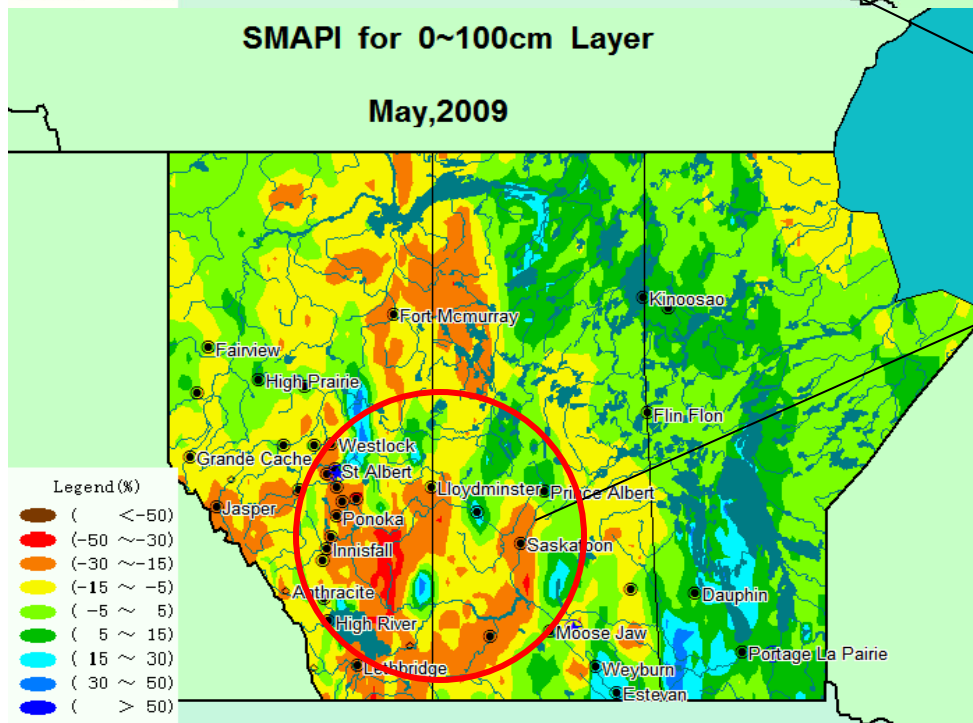 SMAPI for 0~100cm Layer
May,2009
Kinoosao
Fort Mcmurray
Fairview
High Prairie
Flin Flon
Westlock
Grande Cache
St Albert
Legend(%)
Lloydminster
Prince Albert
( <-50)
Jasper
Ponoka
(-50 ~-30)
Saskatoon
Innisfall
(-30 ~-15)
(-15 ~ -5)
Anthracite
Dauphin
(-5 ~ 5)
High River
Moose Jaw
( 5 ~ 15)
Portage La Pairie
( 15 ~ 30)
Lethbridge
Weyburn
( 30 ~ 50)
Estevan
( > 50)